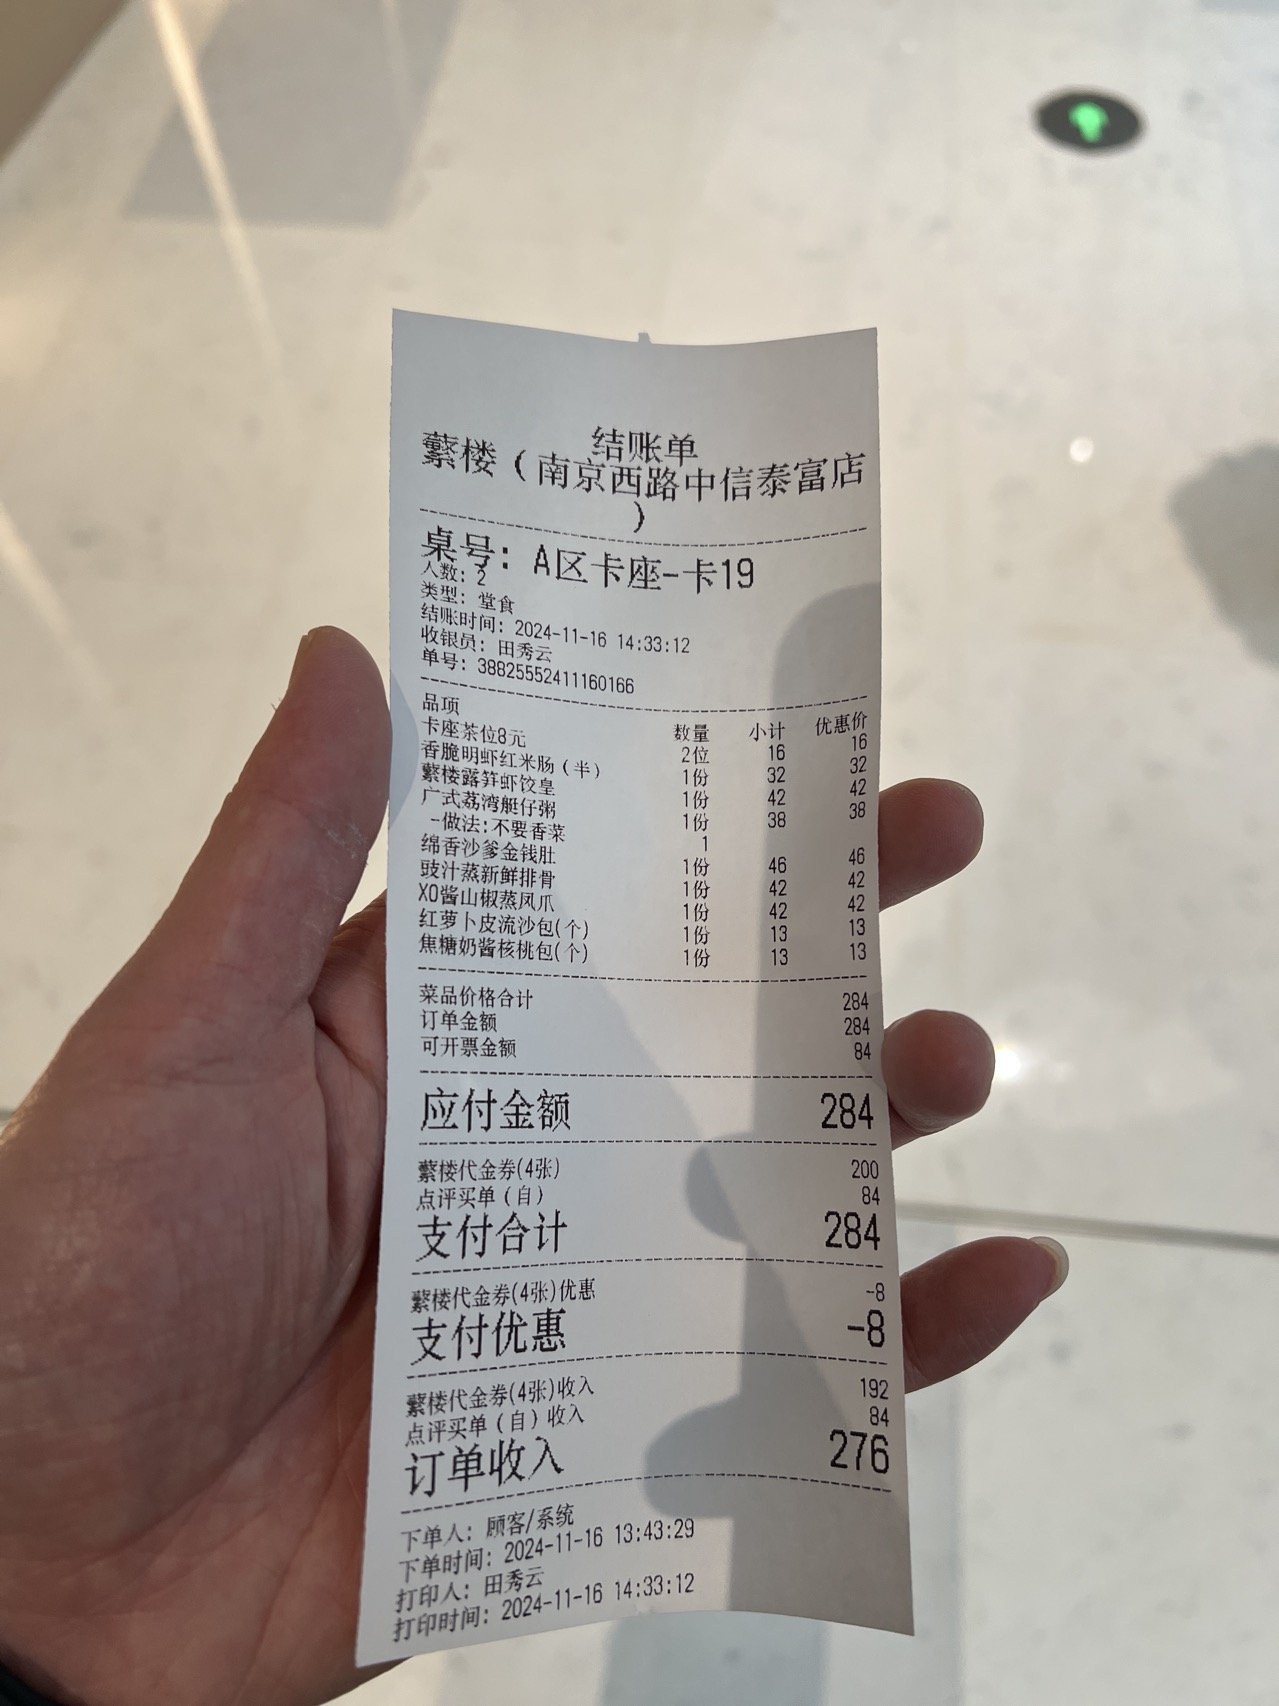 结账单
蘩楼（南京西路中信泰富店
）
桌号：A区卡座-卡19
人数：2
类型：堂食
结账时间：2024-11-16 14:33:12
收银员：田秀云
单号：38825552411160166
品项 数量 小计 优惠价
卡座茶位8元 2位 16 16
香脆明虾红米肠（半） 1份 32 32
蘩楼露笋虾饺皇 1份 42 42
广式荔湾艇仔粥 1份 38 38
-做法:不要香菜 1
绵香沙爹金钱肚 1份 46 46
豉汁蒸新鲜排骨 1份 42 42
XO酱山椒蒸凤爪 1份 42 42
红萝卜皮流沙包(个) 1份 13 13
焦糖奶酱核桃包(个) 1份 13 13
菜品价格合计 284
订单金额 284
可开票金额 84
应付金额 284
蘩楼代金券(4张) 200
点评买单（自） 84
支付合计 284
蘩楼代金券(4张)优惠 -8
支付优惠 -8
蘩楼代金券(4张)收入 192
点评买单（自）收入 84
订单收入 276
下单人：顾客/系统
下单时间：2024-11-16 13:43:29
打印人：田秀云
打印时间：2024-11-16 14:33:12